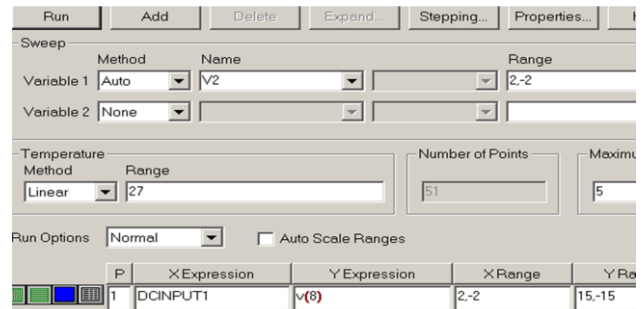 Run Add Delete Expand... Stepping... Properties...
Sweep
Method Name Range
Variable 1 Auto V2 2,-2
Variable 2 None
Temperature Number of Points Maximu
Method Range
Linear 27 51 5
Run Options Normal Auto Scale Ranges
P X Expression Y Expression X Range Y Ra
1 DCINPUT1 v(8) 2,-2 15,-15